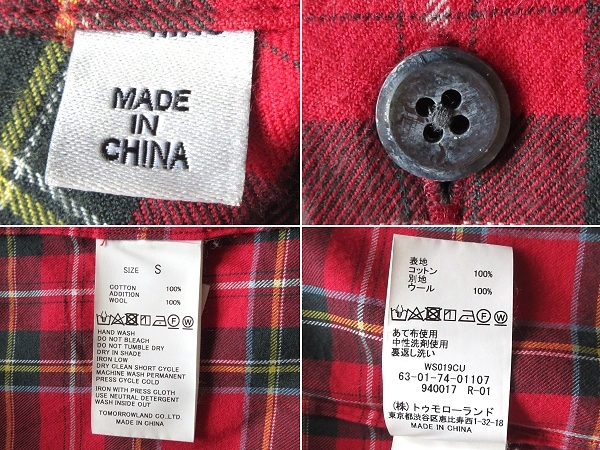 MADE
IN
CHINA
SIZE S
COTTON 100%
ADDITION
WOOL 100%
HAND WASH
DO NOT BLEACH
DO NOT TUMBLE DRY
DRY IN SHADE
IRON LOW
DRY CLEAN SHORT CYCLE
MACHINE WASH PERMANENT
PRESS CYCLE COLD
IRON WITH PRESS CLOTH
USE NEUTRAL DETERGENT
WASH INSIDE OUT
TOMORROWLAND CO.,LTD.
MADE IN CHINA
表地
コットン 100%
別地
ウール 100%
あて布使用
中性洗剤使用
裏返し洗い
WS019CU
63-01-74-01107
940017 R-01
(株)トゥモローランド
東京都渋谷区恵比寿西1-32-18
MADE IN CHINA